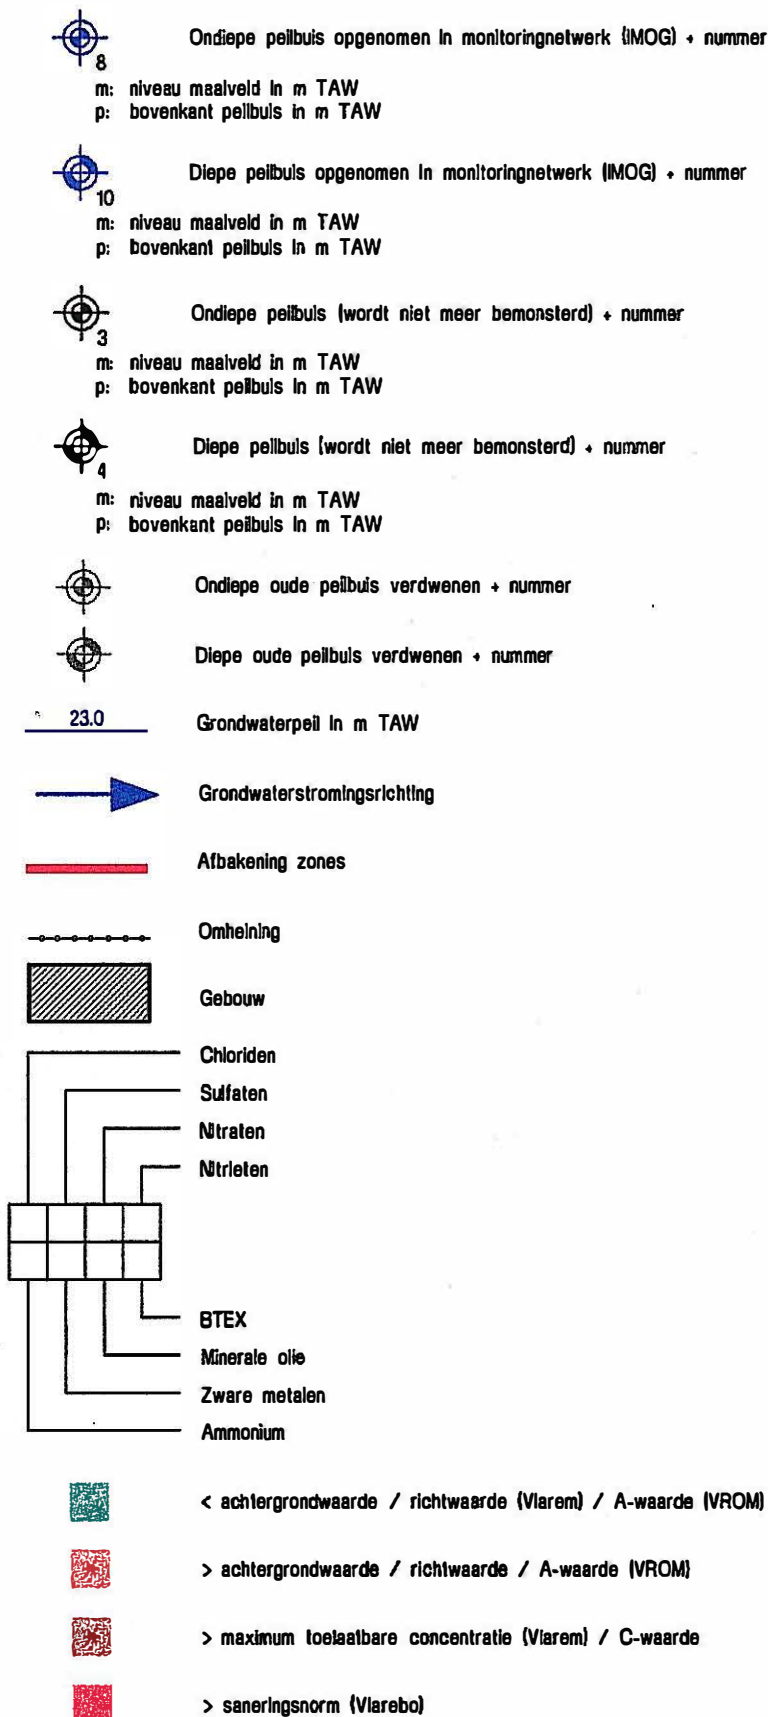 Ondiepe peilbuis opgenomen in monitoringnetwerk (IMOG) + nummer
8
m: niveau maaiveld in m TAW
p: bovenkant peilbuis in m TAW
Diepe peilbuis opgenomen in monitoringnetwerk (IMOG) + nummer
10
m: niveau maaiveld in m TAW
p: bovenkant peilbuis in m TAW
Ondiepe peilbuis (wordt niet meer bemonsterd) + nummer
3
m: niveau maaiveld in m TAW
p: bovenkant peilbuis in m TAW
Diepe peilbuis (wordt niet meer bemonsterd) + nummer
4
m: niveau maaiveld in m TAW
p: bovenkant peilbuis in m TAW
Ondiepe oude peilbuis verdwenen + nummer
Diepe oude peilbuis verdwenen + nummer
23.0 Grondwaterpeil in m TAW
Grondwaterstromingsrichting
Afbakening zones
Omheining
Gebouw
Chloriden
Sulfaten
Nitraten
Nitrieten
BTEX
Minerale olie
Zware metalen
Ammonium
< achtergrondwaarde / richtwaarde (Vlarem) / A-waarde (VROM)
> achtergrondwaarde / richtwaarde / A-waarde (VROM)
> maximum toelaatbare concentratie (Vlarem) / C-waarde
> saneringsnorm (Vlarebo)